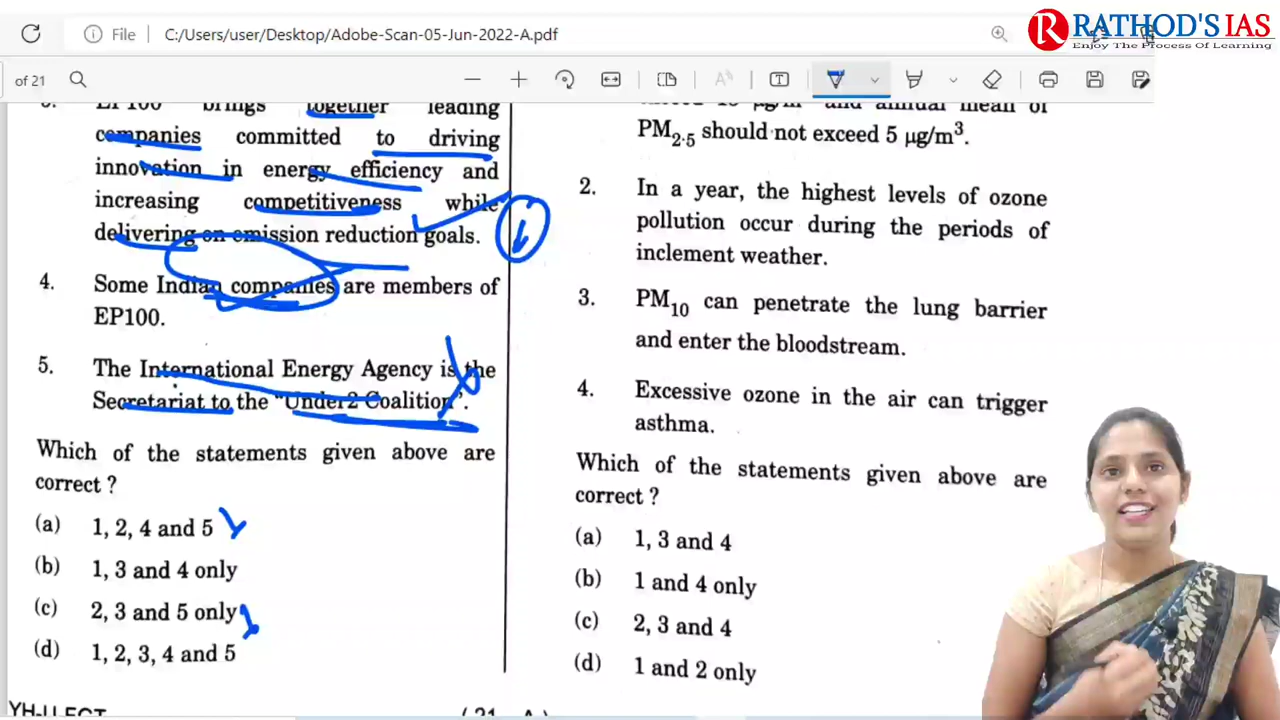 File
C:/Users/user/Desktop/Adobe-Scan-05-Jun-2022-A.pdf
RATHOD'S IAS
Enjoy The Process Of Learning
of 21
EP100 brings together leading
companies committed to driving
innovation in energy efficiency and
increasing competitiveness while
delivering on emission reduction goals.
4. Some Indian companies are members of
EP100.
5. The International Energy Agency is the
Secretariat to the "Under2 Coalition".
Which of the statements given above are
correct ?
(a) 1, 2, 4 and 5
(b) 1, 3 and 4 only
(c) 2, 3 and 5 only
(d) 1, 2, 3, 4 and 5
and annual mean of
PM2.5 should not exceed 5 μg/m³.
2. In a year, the highest levels of ozone
pollution occur during the periods of
inclement weather.
3. PM10 can penetrate the lung barrier
and enter the bloodstream.
4. Excessive ozone in the air can trigger
asthma.
Which of the statements given above are
correct ?
(a) 1, 3 and 4
(b) 1 and 4 only
(c) 2, 3 and 4
(d) 1 and 2 only